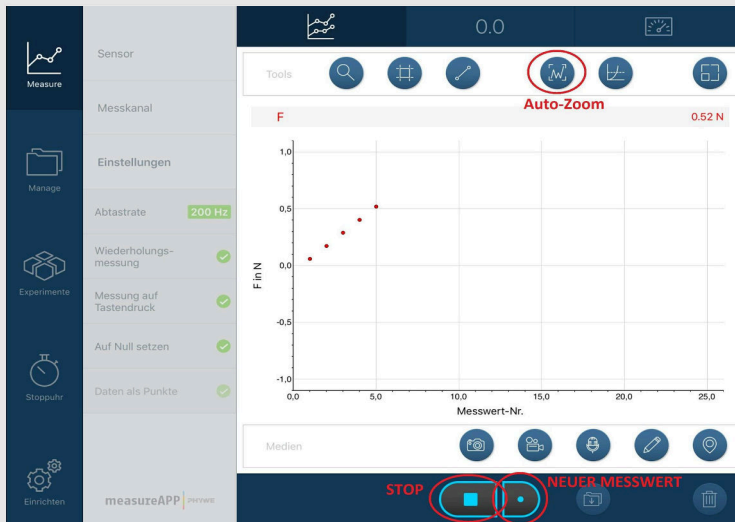 Measure
Manage
Experimente
Stoppuhr
Einrichten
Sensor
Messkanal
Einstellungen
Abtastrate 200 Hz
Wiederholungs-
messung
Messung auf
Tastendruck
Auf Null setzen
Daten als Punkte
measureAPP PHYWE
0.0
Tools
Auto-Zoom
F 0.52 N
1,0
0,5
0,0
-0,5
-1,0
F in N
0,0 5,0 10,0 15,0 20,0 25,0
Messwert-Nr.
Medien
STOP
NEUER MESSWERT